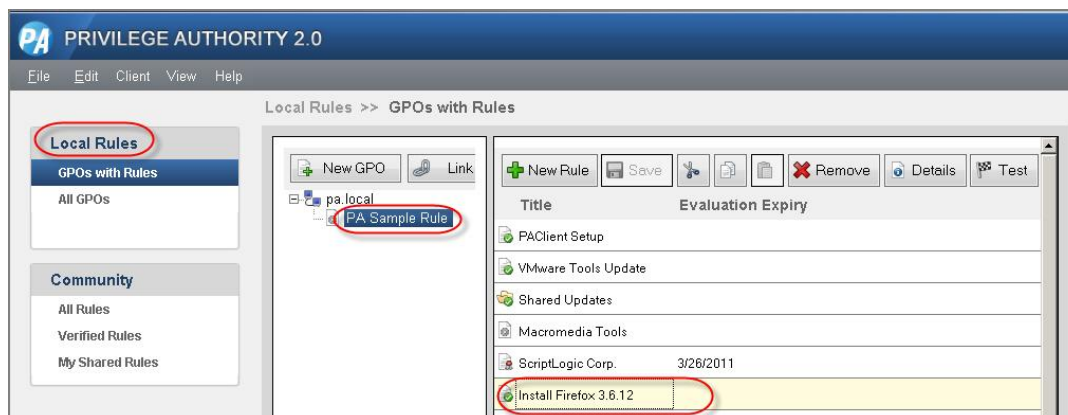 PA PRIVILEGE AUTHORITY 2.0
File Edit Client View Help
Local Rules >> GPOs with Rules
Local Rules
GPOs with Rules
All GPOs
Community
All Rules
Verified Rules
My Shared Rules
New GPO Link
pa.local
PA Sample Rule
New Rule Save Remove Details Test
Title Evaluation Expiry
PAClient Setup
VMware Tools Update
Shared Updates
Macromedia Tools
ScriptLogic Corp. 3/26/2011
Install Firefox 3.6.12